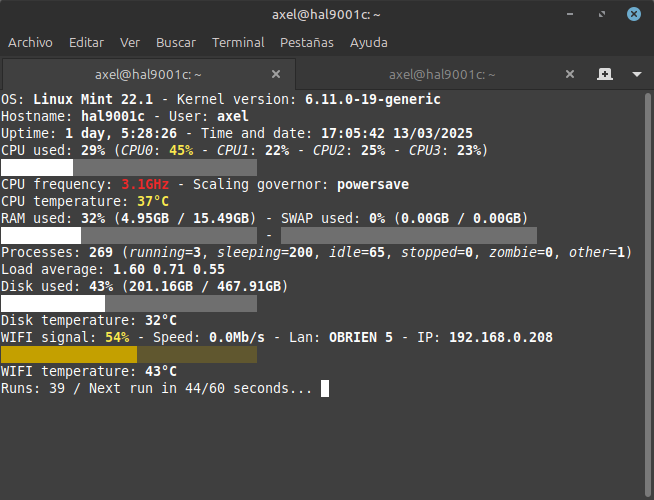 axel@hal9001c: ~
Archivo Editar Ver Buscar Terminal Pestañas Ayuda
axel@hal9001c: ~ axel@hal9001c: ~
OS: Linux Mint 22.1 - Kernel version: 6.11.0-19-generic
Hostname: hal9001c - User: axel
Uptime: 1 day, 5:28:26 - Time and date: 17:05:42 13/03/2025
CPU used: 29% (CPU0: 45% - CPU1: 22% - CPU2: 25% - CPU3: 23%)
CPU frequency: 3.1GHz - Scaling governor: powersave
CPU temperature: 37°C
RAM used: 32% (4.95GB / 15.49GB) - SWAP used: 0% (0.00GB / 0.00GB)
-
Processes: 269 (running=3, sleeping=200, idle=65, stopped=0, zombie=0, other=1)
Load average: 1.60 0.71 0.55
Disk used: 43% (201.16GB / 467.91GB)
Disk temperature: 32°C
WIFI signal: 54% - Speed: 0.0Mb/s - Lan: OBRIEN 5 - IP: 192.168.0.208
WIFI temperature: 43°C
Runs: 39 / Next run in 44/60 seconds...